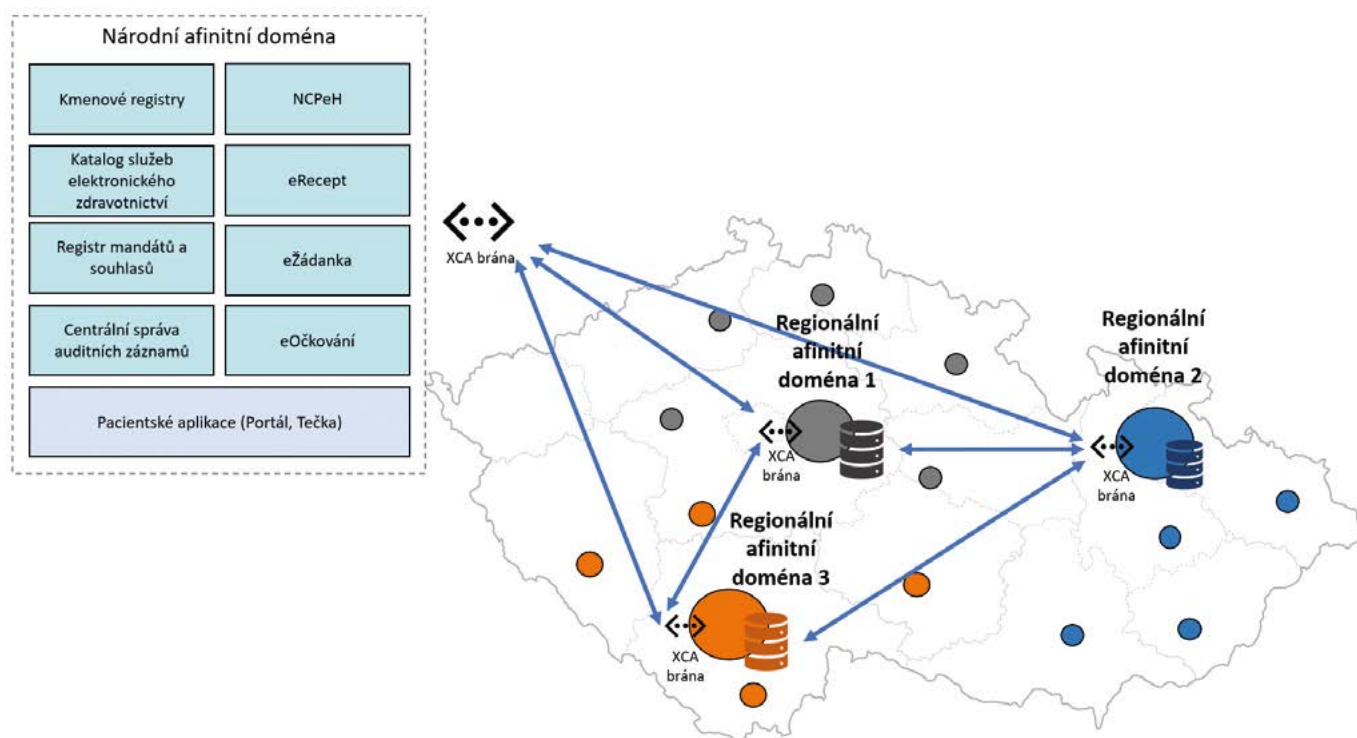 Národní afinitní doména
Kmenové registry
NCPeH
Katalog služeb
elektronického
zdravotnictví
eRecept
Registr mandátů a
souhlasů
eŽádanka
Centrální správa
auditních záznamů
eOčkování
Pacientské aplikace (Portál, Tečka)
XCA brána
Regionální
afinitní
doména 1
XCA
brána
Regionální
afinitní
doména 2
XCA
brána
Regionální
afinitní
doména 3
XCA
brána